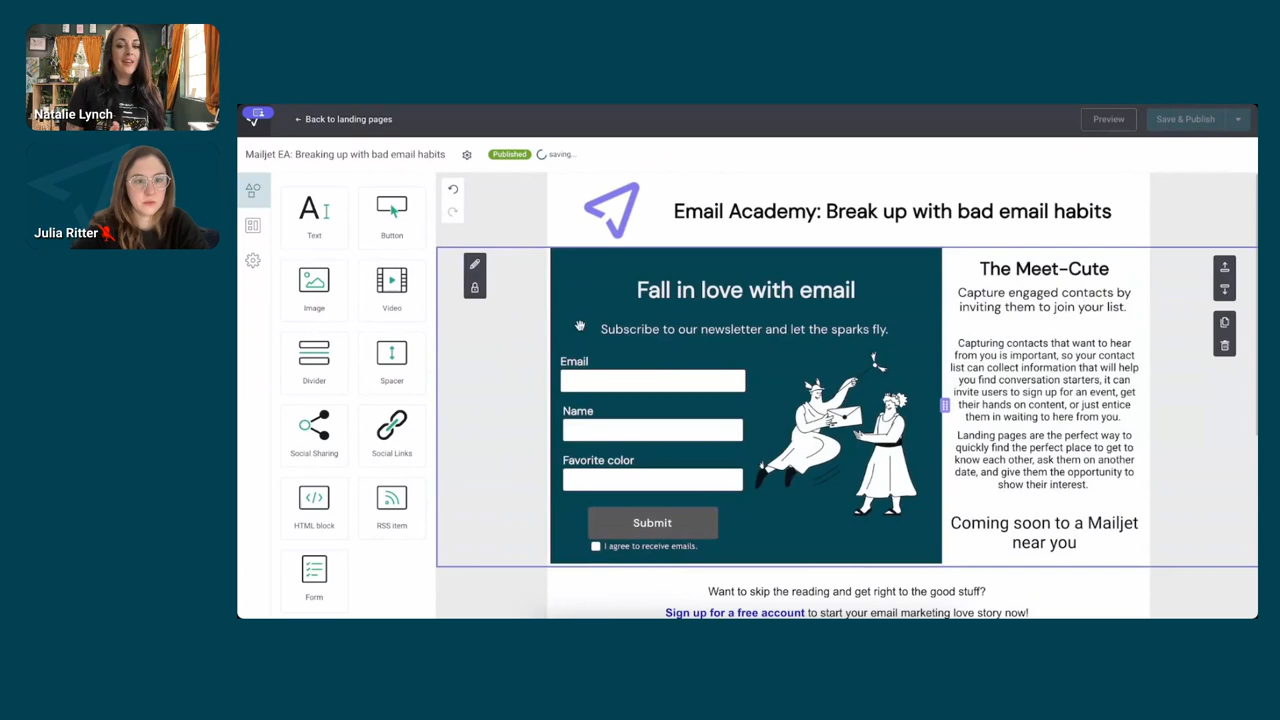 Natalie Lynch
Julia Ritter
← Back to landing pages
Preview
Save & Publish
Mailjet EA: Breaking up with bad email habits
Published
saving...
Text
Button
Image
Video
Divider
Spacer
Social Sharing
Social Links
HTML block
RSS item
Form
Email Academy: Break up with bad email habits
Fall in love with email
Subscribe to our newsletter and let the sparks fly.
Email
Name
Favorite color
Submit
I agree to receive emails.
The Meet-Cute
Capture engaged contacts by
inviting them to join your list.
Capturing contacts that want to hear
from you is important, so your contact
list can collect information that will help
you find conversation starters, it can
invite users to sign up for an event, get
their hands on content, or just entice
them in waiting to here from you.
Landing pages are the perfect way to
quickly find the perfect place to get to
know each other, ask them on another
date, and give them the opportunity to
show their interest.
Coming soon to a Mailjet
near you
Want to skip the reading and get right to the good stuff?
Sign up for a free account to start your email marketing love story now!